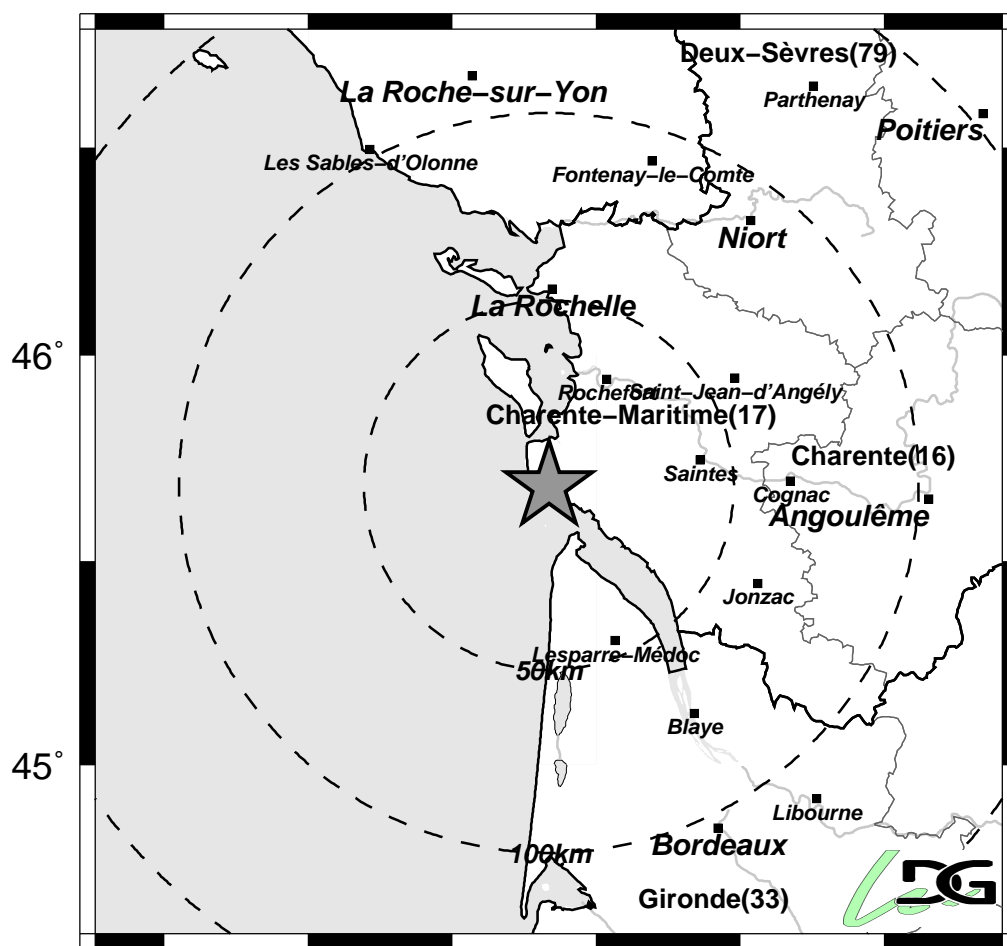 Deux−Sèvres(79)
La Roche−sur−Yon
Parthenay
Poitiers
Les Sables−d'Olonne
Fontenay−le−Comte
Niort
La Rochelle
46°
Rochefort
Saint−Jean−d'Angély
Charente−Maritime(17)
Charente(16)
Saintes
Cognac
Angoulême
Jonzac
Lesparre−Médoc
50km
Blaye
45°
Libourne
Bordeaux
100km
Gironde(33)
DG